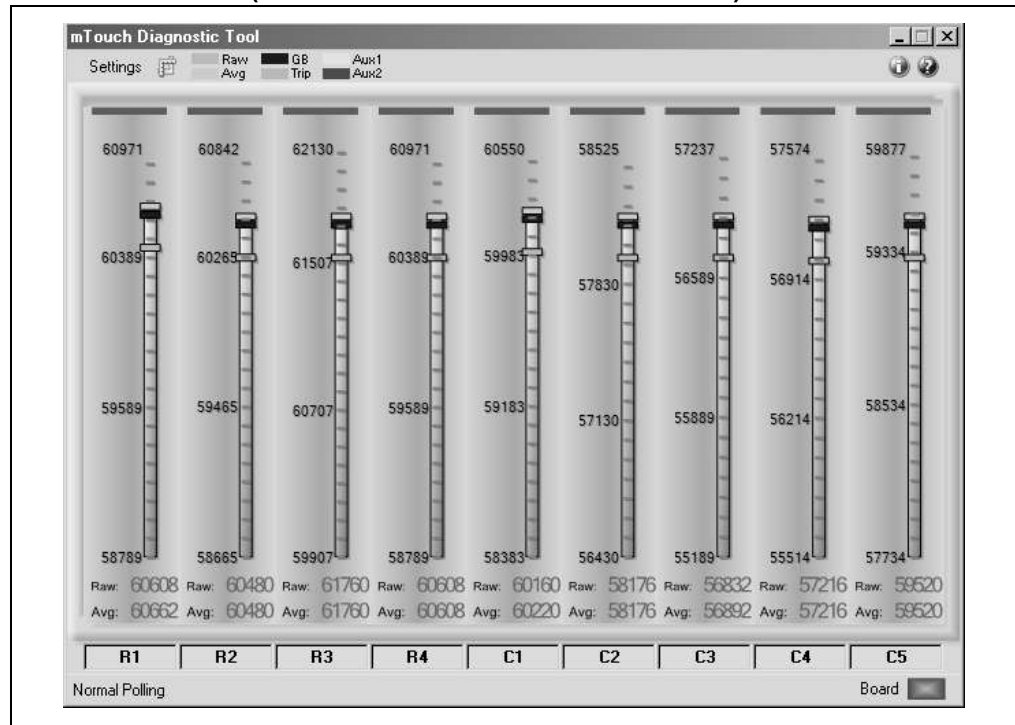 mTouch Diagnostic Tool
Settings Raw GB Aux1
Avg Trip Aux2
60971 60842 62130 60971 60550 58525 57237 57574 59877
60389 60265 61507 60389 59983 57830 56589 56914 59334
59589 59465 60707 59589 59183 57130 55889 56214 58534
58789 58665 59907 58789 58383 56430 55189 55514 57734
Raw: 60608 Raw: 60480 Raw: 61760 Raw: 60608 Raw: 60160 Raw: 58176 Raw: 56832 Raw: 57216 Raw: 59520
Avg: 60662 Avg: 60480 Avg: 61760 Avg: 60608 Avg: 60220 Avg: 58176 Avg: 56892 Avg: 57216 Avg: 59520
R1 R2 R3 R4 C1 C2 C3 C4 C5
Normal Polling Board